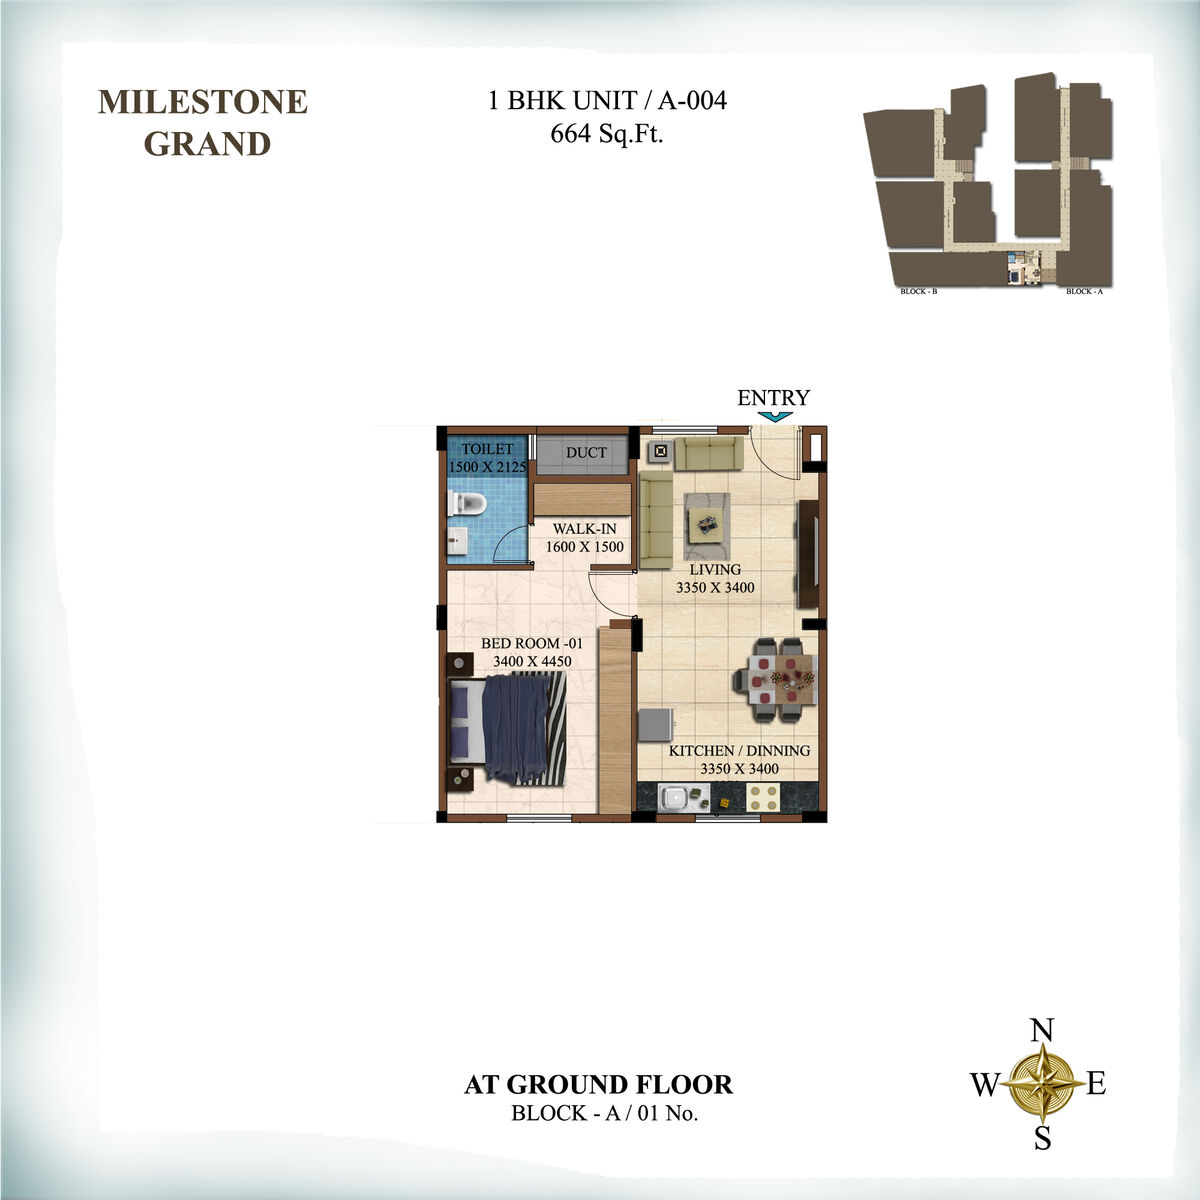 MILESTONE
GRAND
1 BHK UNIT / A-004
664 Sq.Ft.
BLOCK - B
BLOCK - A
ENTRY
TOILET
1500 X 2125
DUCT
WALK-IN
1600 X 1500
LIVING
3350 X 3400
BED ROOM -01
3400 X 4450
KITCHEN / DINNING
3350 X 3400
N
W
E
S
AT GROUND FLOOR
BLOCK - A / 01 No.